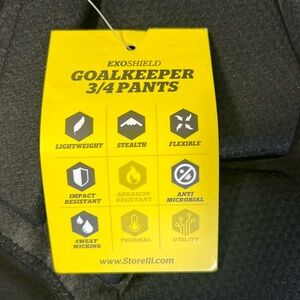 EXOSHIELD
GOALKEEPER
3/4 PANTS
LIGHTWEIGHT STEALTH FLEXIBLE
IMPACT ABRASION ANTI
RESISTANT RESISTANT MICROBIAL
SWEAT THERMAL UTILITY
WICKING
www.Storelli.com